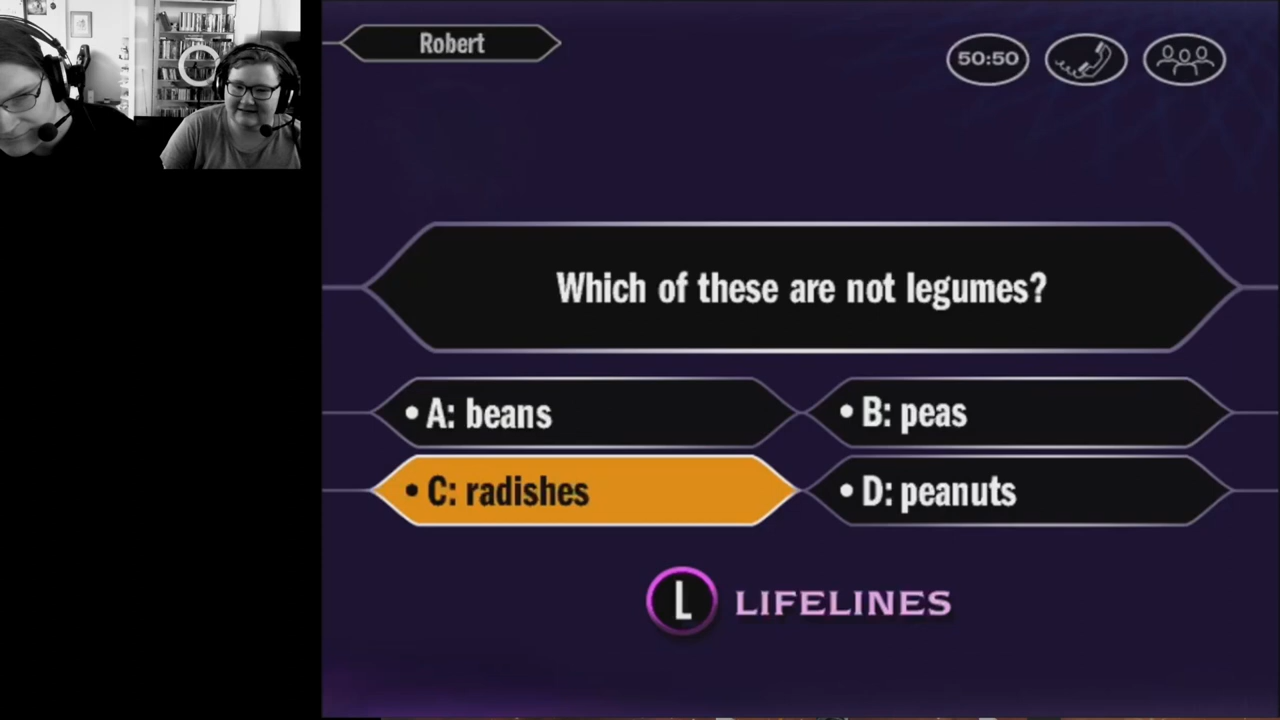 Robert
50:50
Which of these are not legumes?
• A: beans
• B: peas
• C: radishes
• D: peanuts
L LIFELINES